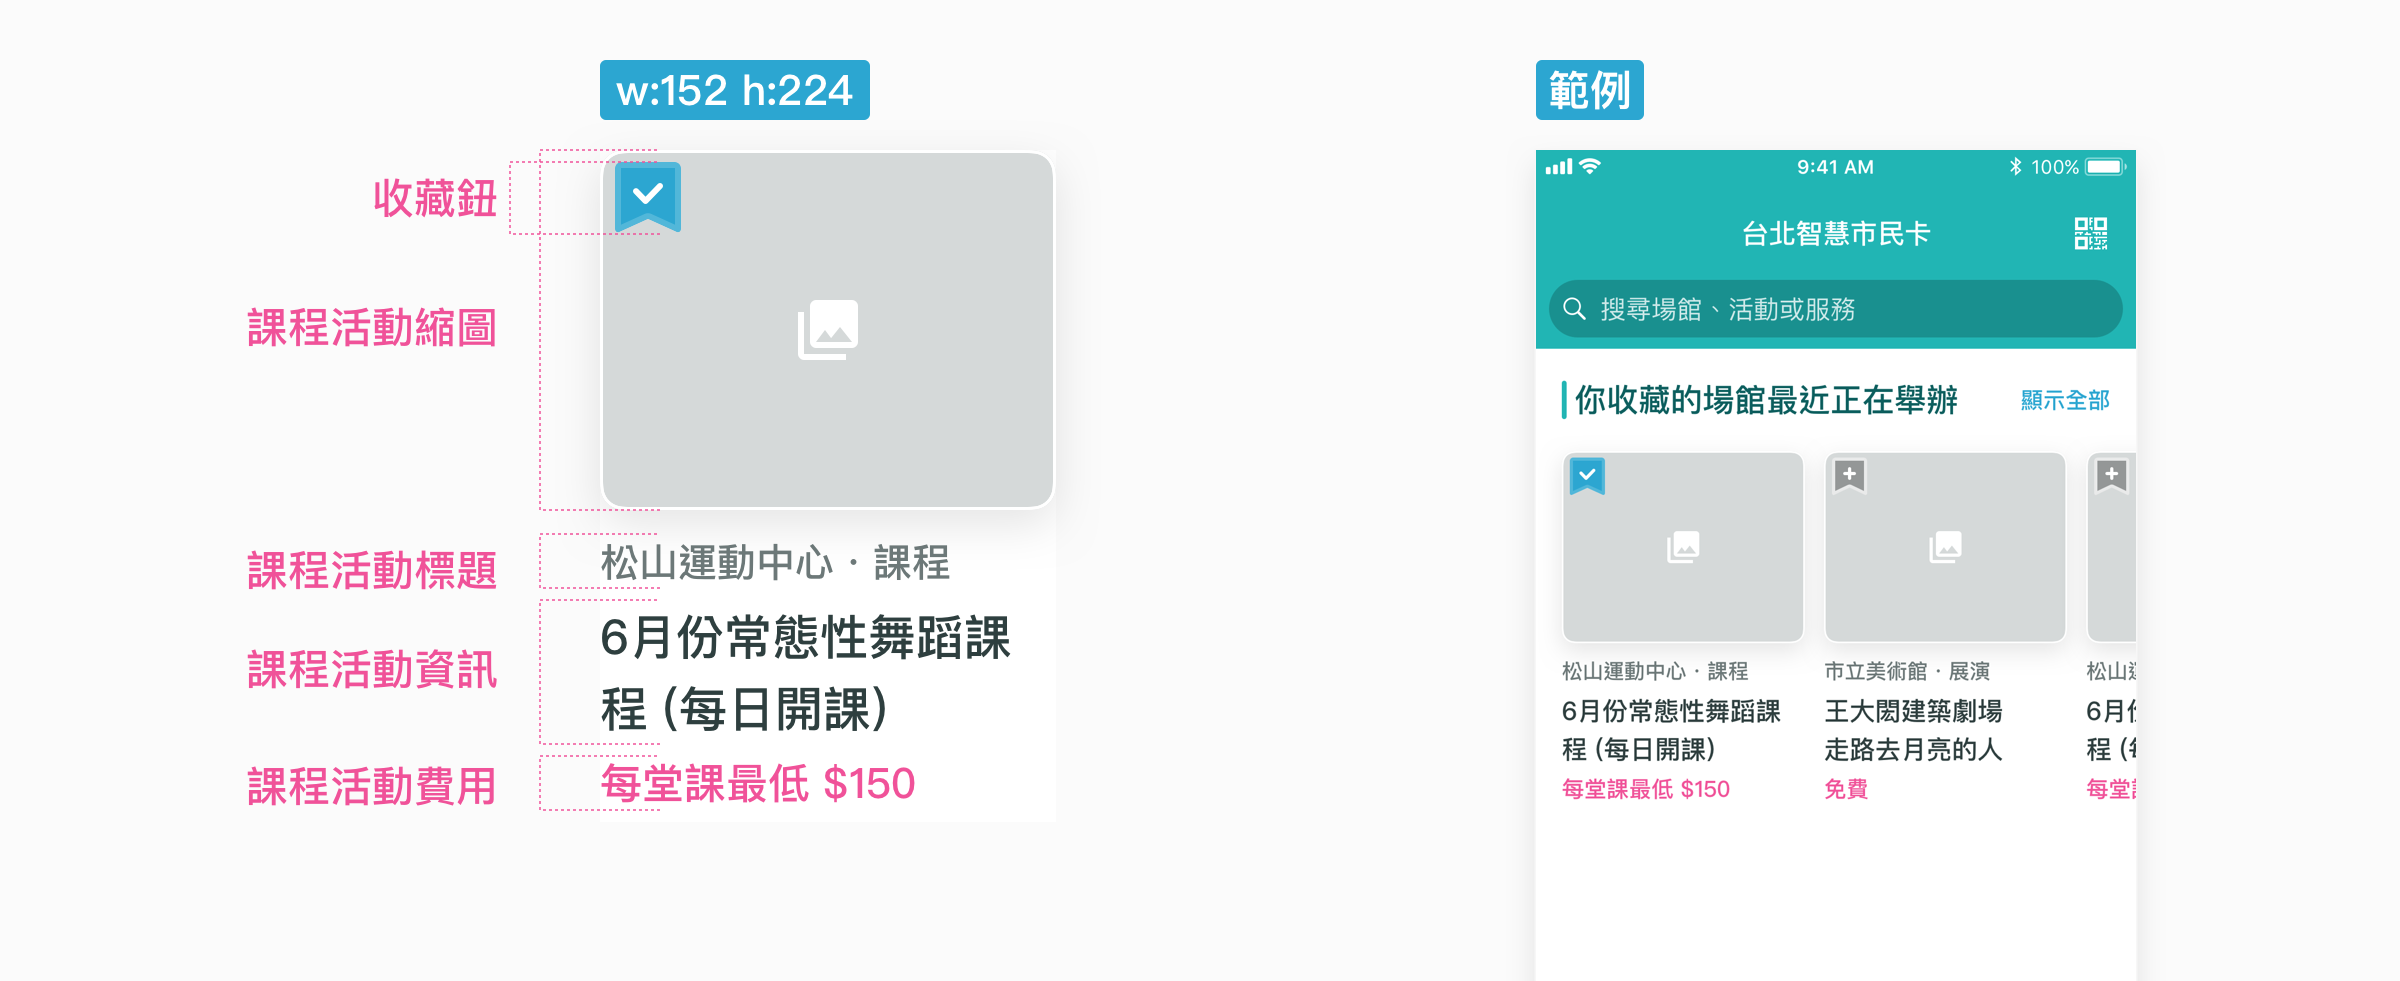 w:152 h:224
收藏鈕
課程活動縮圖
課程活動標題
課程活動資訊
課程活動費用
松山運動中心・課程
6月份常態性舞蹈課
程 (每日開課)
每堂課最低 $150
範例
9:41 AM
100%
台北智慧市民卡
搜尋場館、活動或服務
你收藏的場館最近正在舉辦
顯示全部
松山運動中心・課程
6月份常態性舞蹈課
程 (每日開課)
每堂課最低 $150
市立美術館・展演
王大閎建築劇場
走路去月亮的人
免費
松山
6月
程 (
每堂